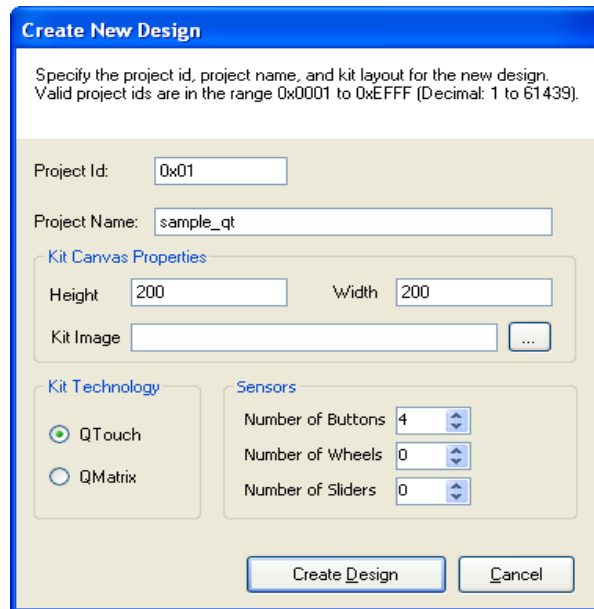 Create New Design
Specify the project id, project name, and kit layout for the new design.
Valid project ids are in the range 0x0001 to 0xEFFF (Decimal: 1 to 61439).
Project Id: 0x01
Project Name: sample_qt
Kit Canvas Properties
Height 200 Width 200
Kit Image ...
Kit Technology Sensors
QTouch Number of Buttons 4
QMatrix Number of Wheels 0
Number of Sliders 0
Create Design Cancel